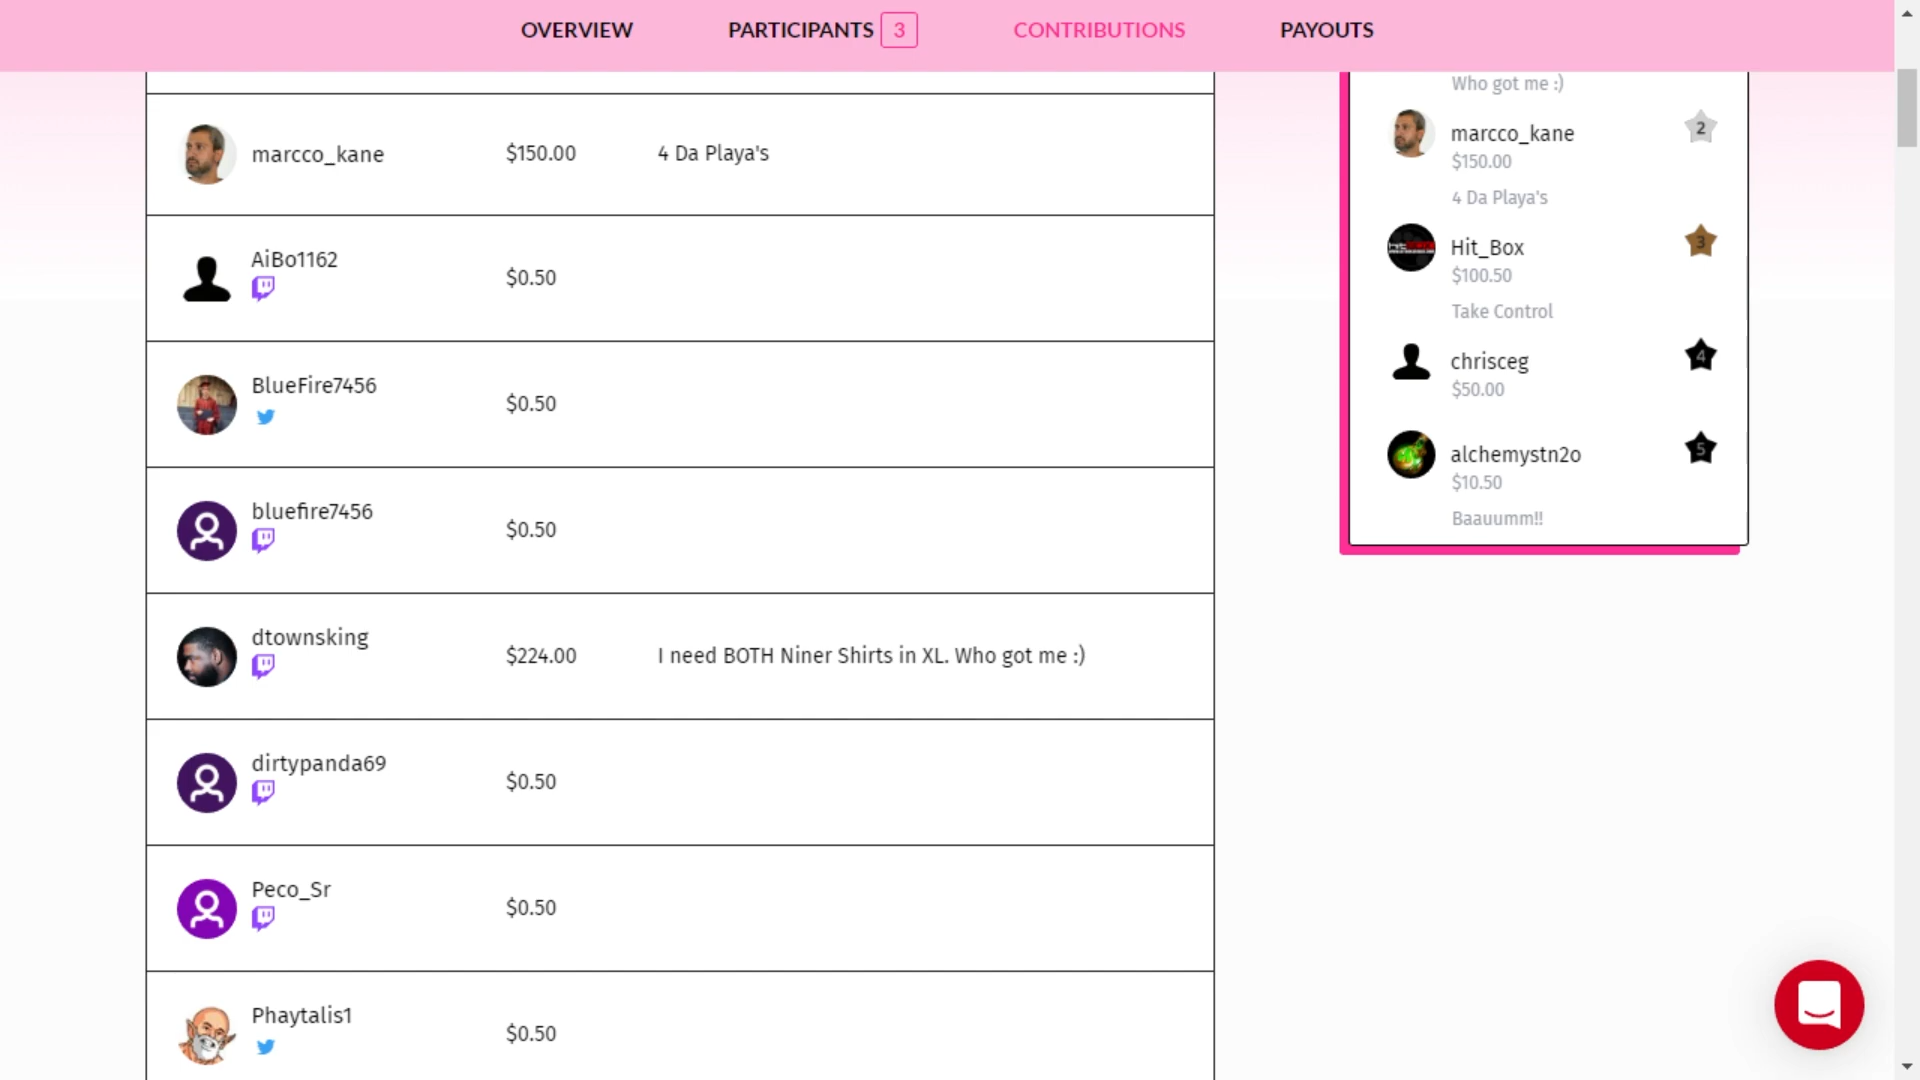 OVERVIEW
PARTICIPANTS 3
CONTRIBUTIONS
PAYOUTS
marcco_kane
$150.00
4 Da Playa's
AiBo1162
$0.50
BlueFire7456
$0.50
bluefire7456
$0.50
dtownsking
$224.00
I need BOTH Niner Shirts in XL. Who got me :)
dirtypanda69
$0.50
Peco_Sr
$0.50
Phaytalis1
$0.50
Who got me :)
marcco_kane
2
$150.00
4 Da Playa's
Hit_Box
3
$100.50
Take Control
chrisceg
4
$50.00
alchemystn2o
5
$10.50
Baauumm!!